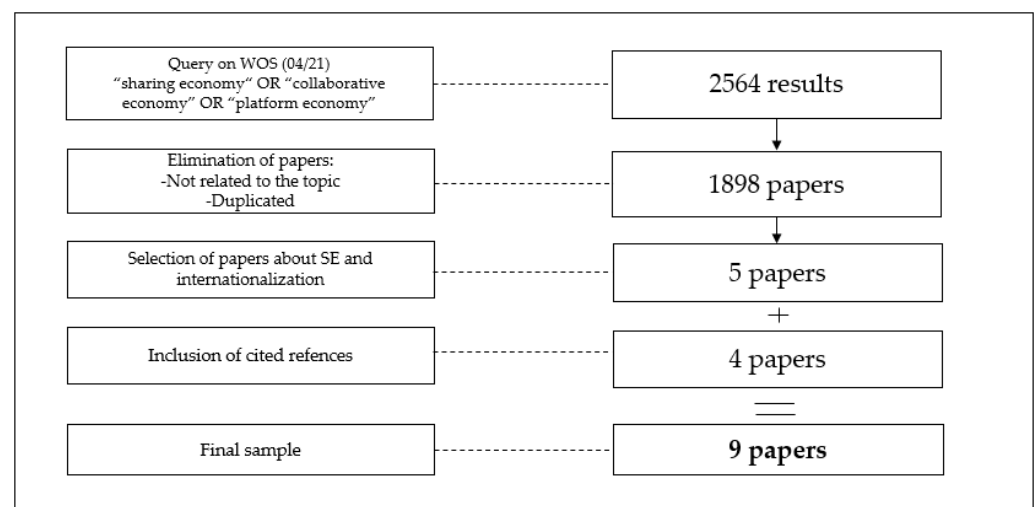 Query on WOS (04/21)
“sharing economy“ OR “collaborative
economy” OR “platform economy”
2564 results
Elimination of papers:
-Not related to the topic
-Duplicated
1898 papers
Selection of papers about SE and
internationalization
5 papers
+
Inclusion of cited refences
4 papers
=
Final sample
9 papers